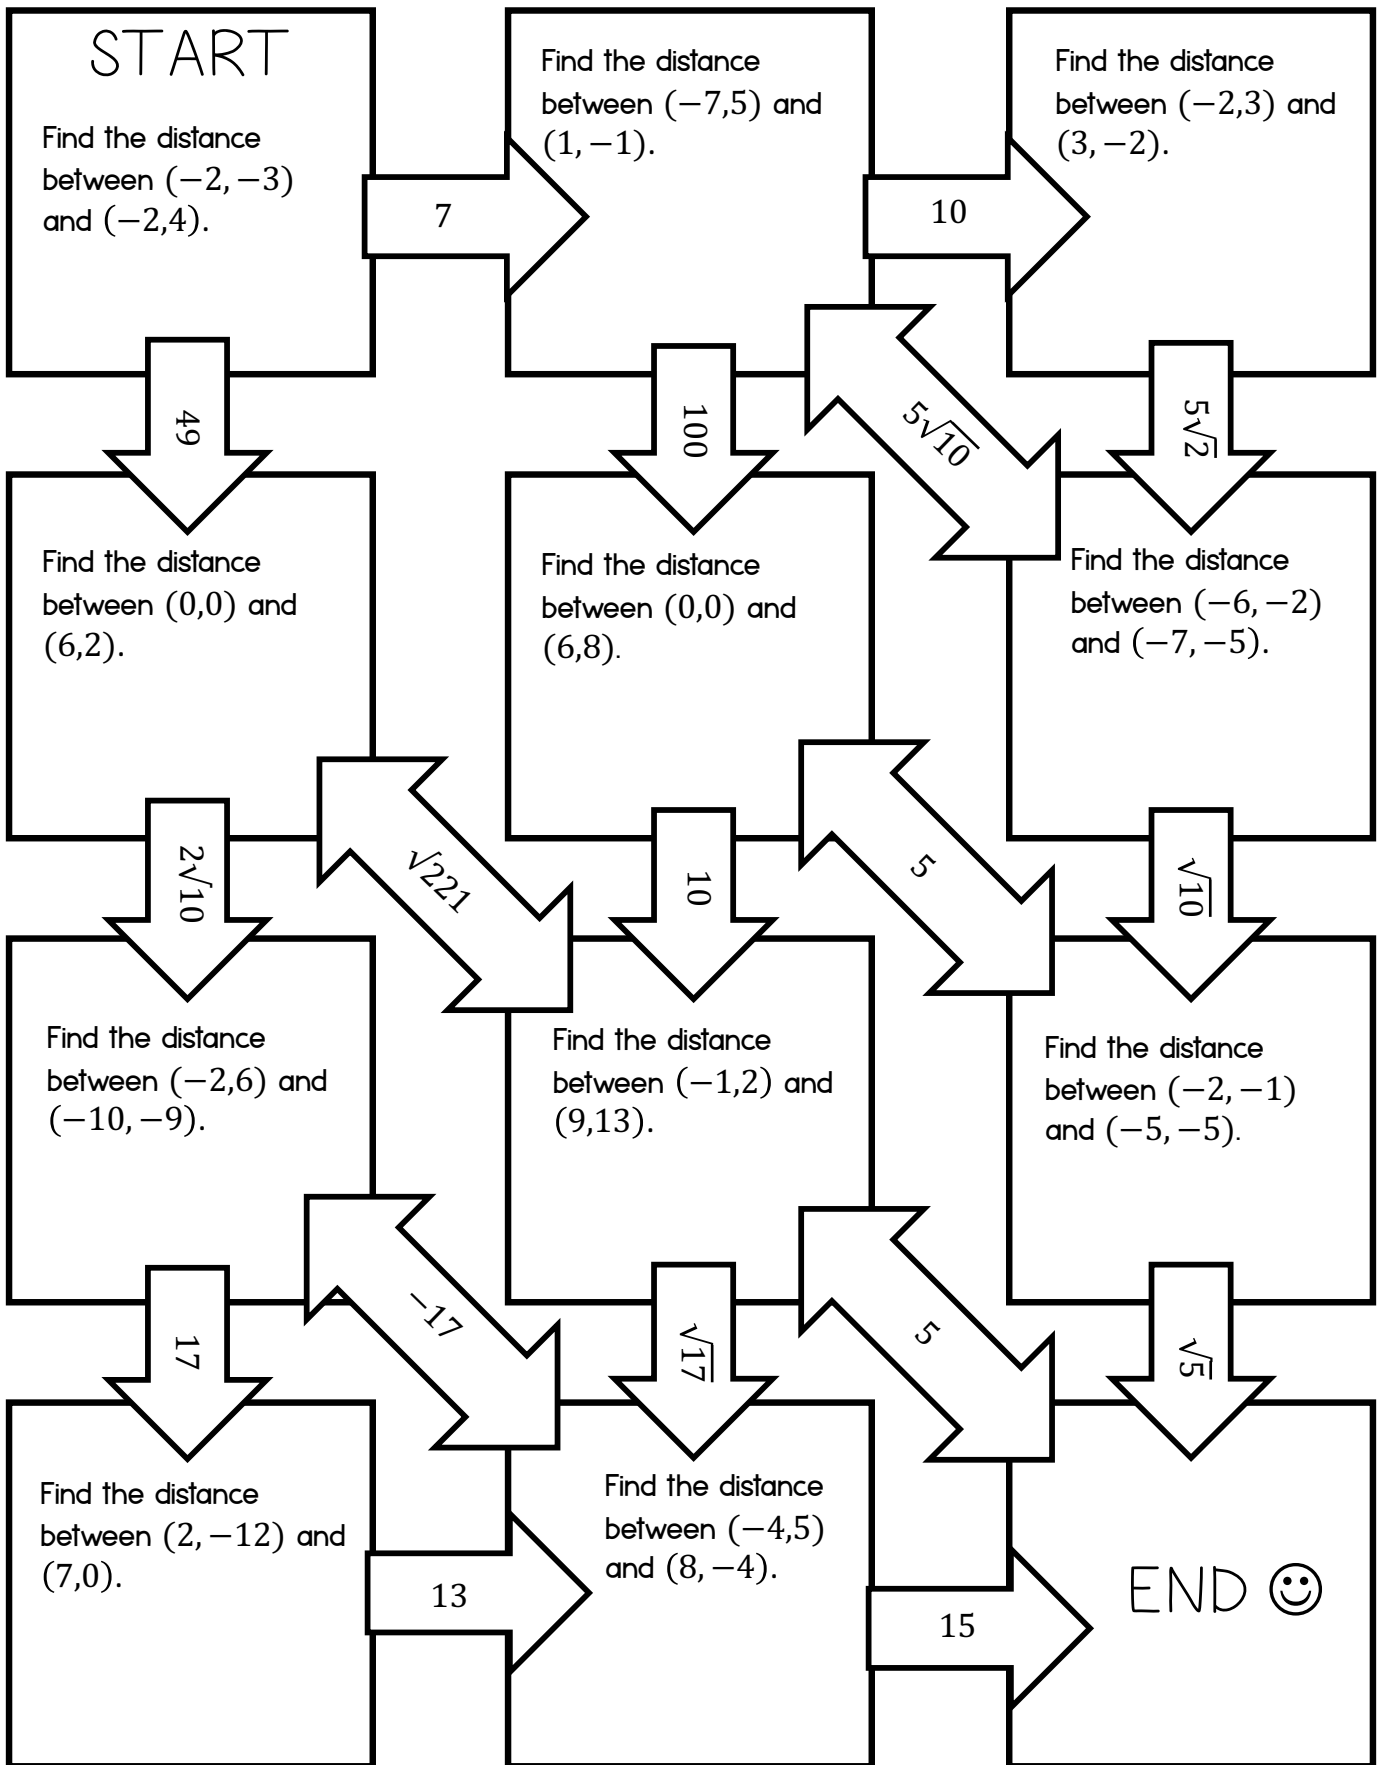 START
Find the distance
between (−2, −3)
and (−2,4).
7
Find the distance
between (−7,5) and
(1, −1).
10
Find the distance
between (−2,3) and
(3, −2).
49
100
5√10
5√2
Find the distance
between (0,0) and
(6,2).
Find the distance
between (0,0) and
(6,8).
Find the distance
between (−6, −2)
and (−7, −5).
2√10
√221
10
5
√10
Find the distance
between (−2,6) and
(−10, −9).
Find the distance
between (−1,2) and
(9,13).
Find the distance
between (−2, −1)
and (−5, −5).
17
−17
√17
5
√5
Find the distance
between (2, −12) and
(7,0).
13
Find the distance
between (−4,5)
and (8, −4).
15
END